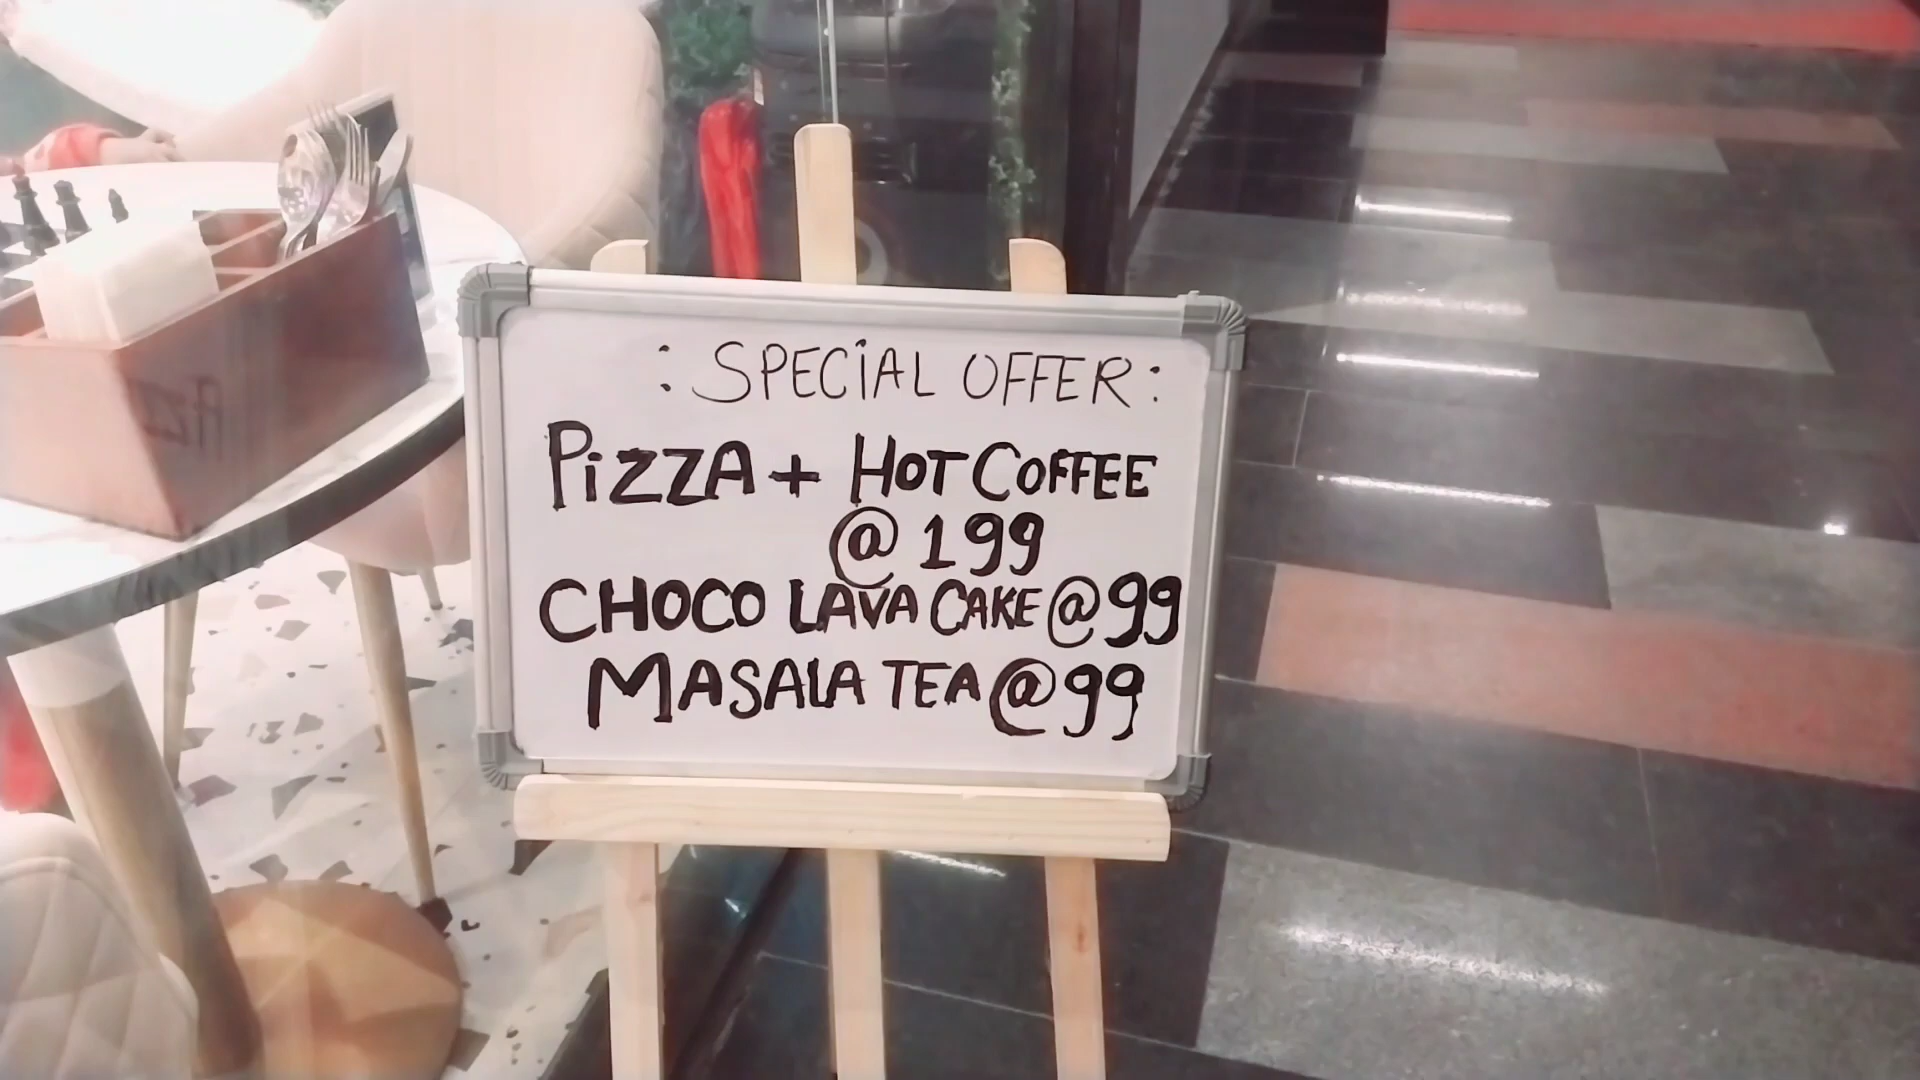 : SPECiAL OFFER :
PiZZA + HOT COFFEE
@ 199
CHOCO LAVA CAKE @ 99
MASALA TEA @ 99